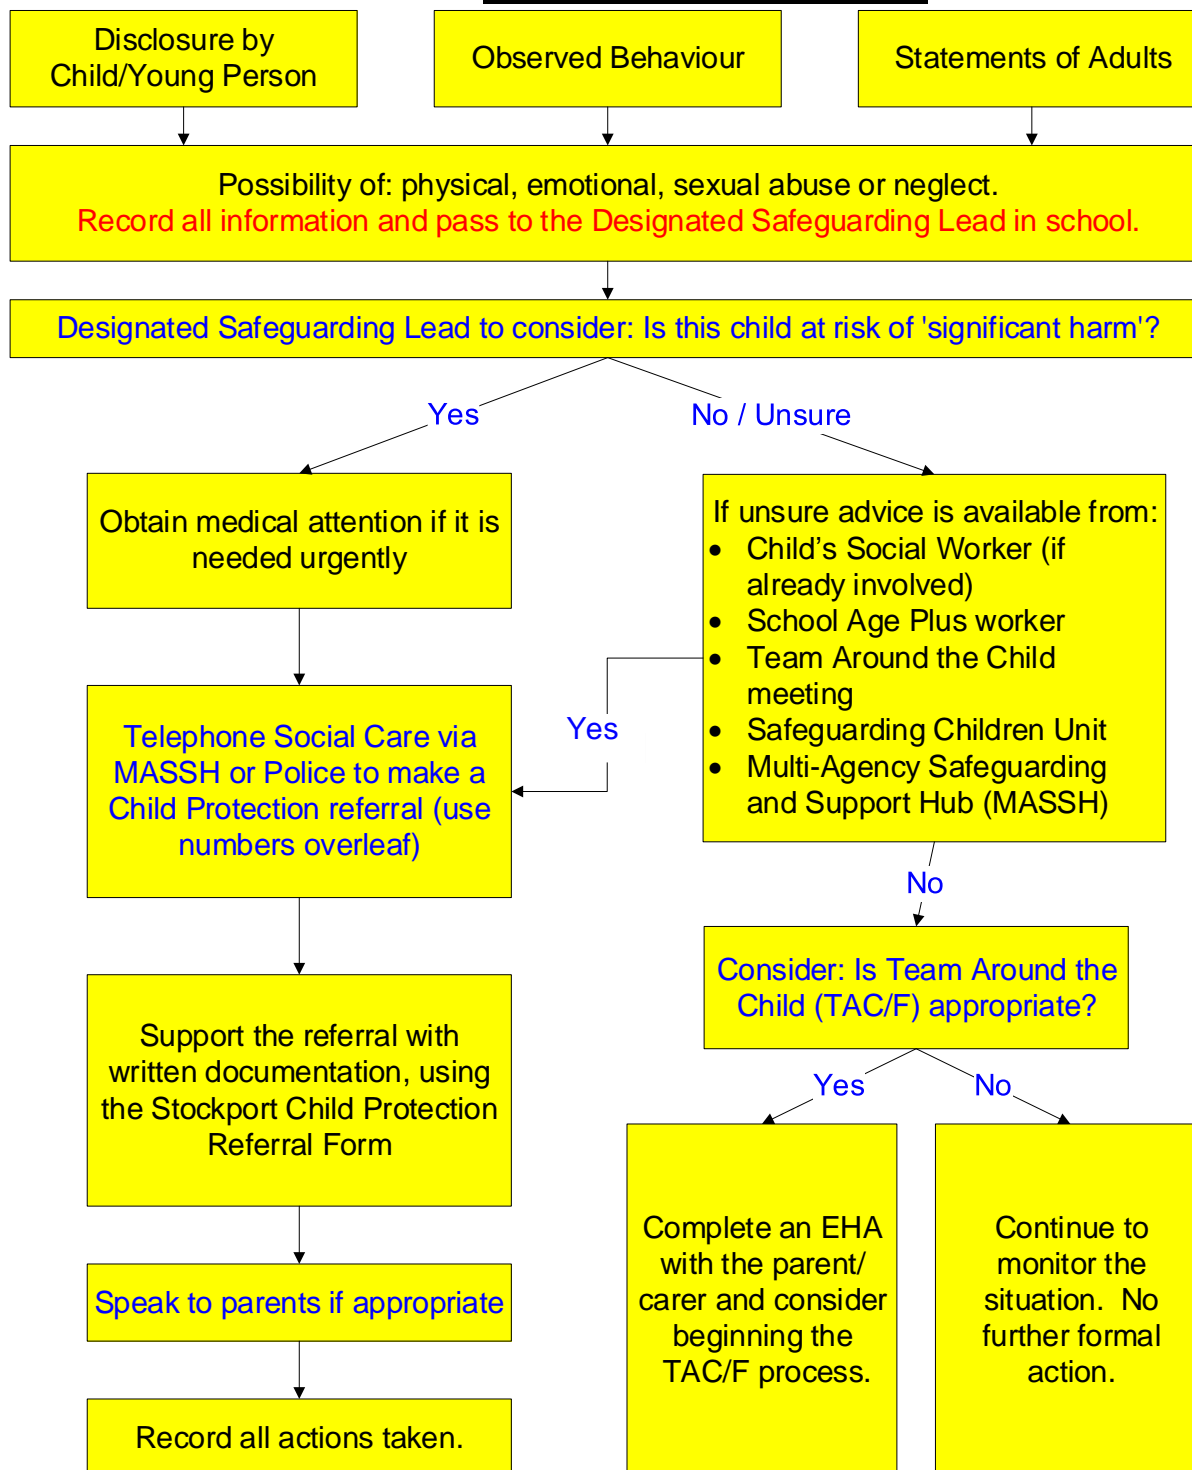 Disclosure by
Child/Young Person
Observed Behaviour
Statements of Adults
Possibility of: physical, emotional, sexual abuse or neglect.
Record all information and pass to the Designated Safeguarding Lead in school.
Designated Safeguarding Lead to consider: Is this child at risk of 'significant harm'?
Yes
No / Unsure
Obtain medical attention if it is
needed urgently
If unsure advice is available from:
• Child’s Social Worker (if
already involved)
• School Age Plus worker
• Team Around the Child
meeting
• Safeguarding Children Unit
• Multi-Agency Safeguarding
and Support Hub (MASSH)
Yes
Telephone Social Care via
MASSH or Police to make a
Child Protection referral (use
numbers overleaf)
No
Consider: Is Team Around the
Child (TAC/F) appropriate?
Support the referral with
written documentation, using
the Stockport Child Protection
Referral Form
Yes
No
Complete an EHA
with the parent/
carer and consider
beginning the
TAC/F process.
Continue to
monitor the
situation.  No
further formal
action.
Speak to parents if appropriate
Record all actions taken.